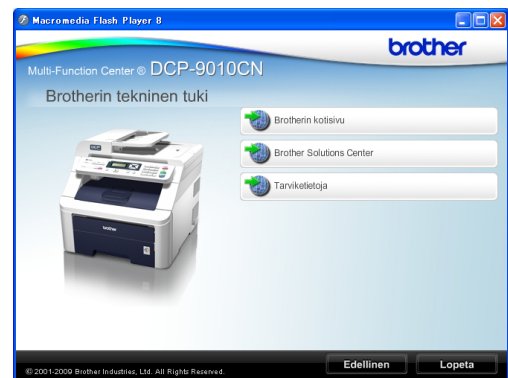 Macromedia Flash Player 8
brother
Multi-Function Center ® DCP-9010CN
Brotherin tekninen tuki
Brotherin kotisivu
Brother Solutions Center
Tarviketietoja
brother
Edellinen
Lopeta
© 2001-2009 Brother Industries, Ltd. All Rights Reserved.